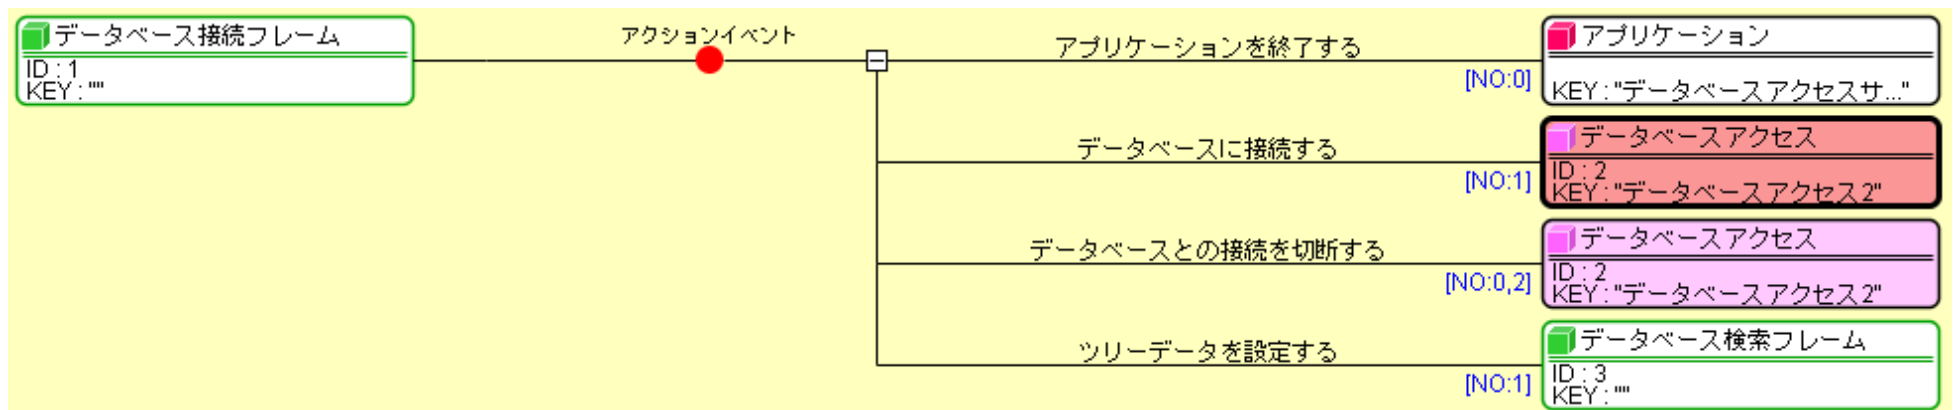 データベース接続フレーム
ID : 1
KEY : ""
アクションイベント
アプリケーションを終了する
[NO:0]
アプリケーション
KEY : "データベースアクセスサ..."
データベースに接続する
[NO:1]
データベースアクセス
ID : 2
KEY : "データベースアクセス2"
データベースとの接続を切断する
[NO:0,2]
データベースアクセス
ID : 2
KEY : "データベースアクセス2"
ツリーデータを設定する
[NO:1]
データベース検索フレーム
ID : 3
KEY : ""